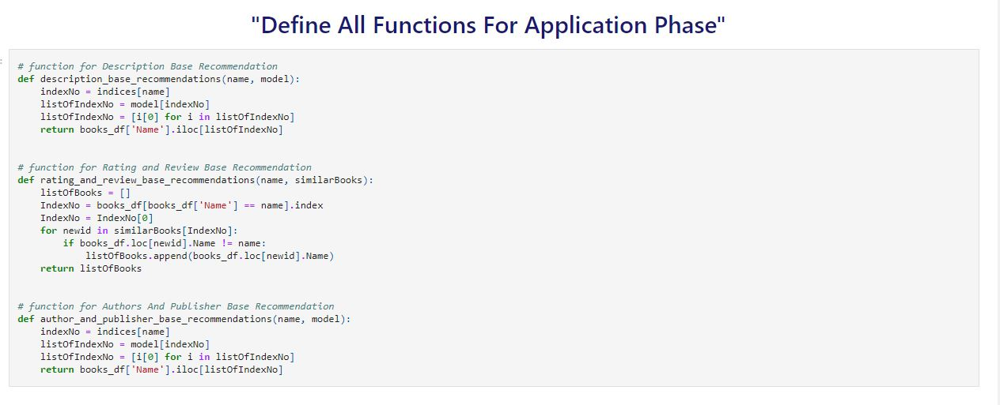 "Define All Functions For Application Phase"
:
# function for Description Base Recommendation
def description_base_recommendations(name, model):
    indexNo = indices[name]
    listOfIndexNo = model[indexNo]
    listOfIndexNo = [i[0] for i in listOfIndexNo]
    return books_df['Name'].iloc[listOfIndexNo]
# function for Rating and Review Base Recommendation
def rating_and_review_base_recommendations(name, similarBooks):
    listOfBooks = []
    IndexNo = books_df[books_df['Name'] == name].index
    IndexNo = IndexNo[0]
    for newid in similarBooks[IndexNo]:
        if books_df.loc[newid].Name != name:
            listOfBooks.append(books_df.loc[newid].Name)
    return listOfBooks
# function for Authors And Publisher Base Recommendation
def author_and_publisher_base_recommendations(name, model):
    indexNo = indices[name]
    listOfIndexNo = model[indexNo]
    listOfIndexNo = [i[0] for i in listOfIndexNo]
    return books_df['Name'].iloc[listOfIndexNo]